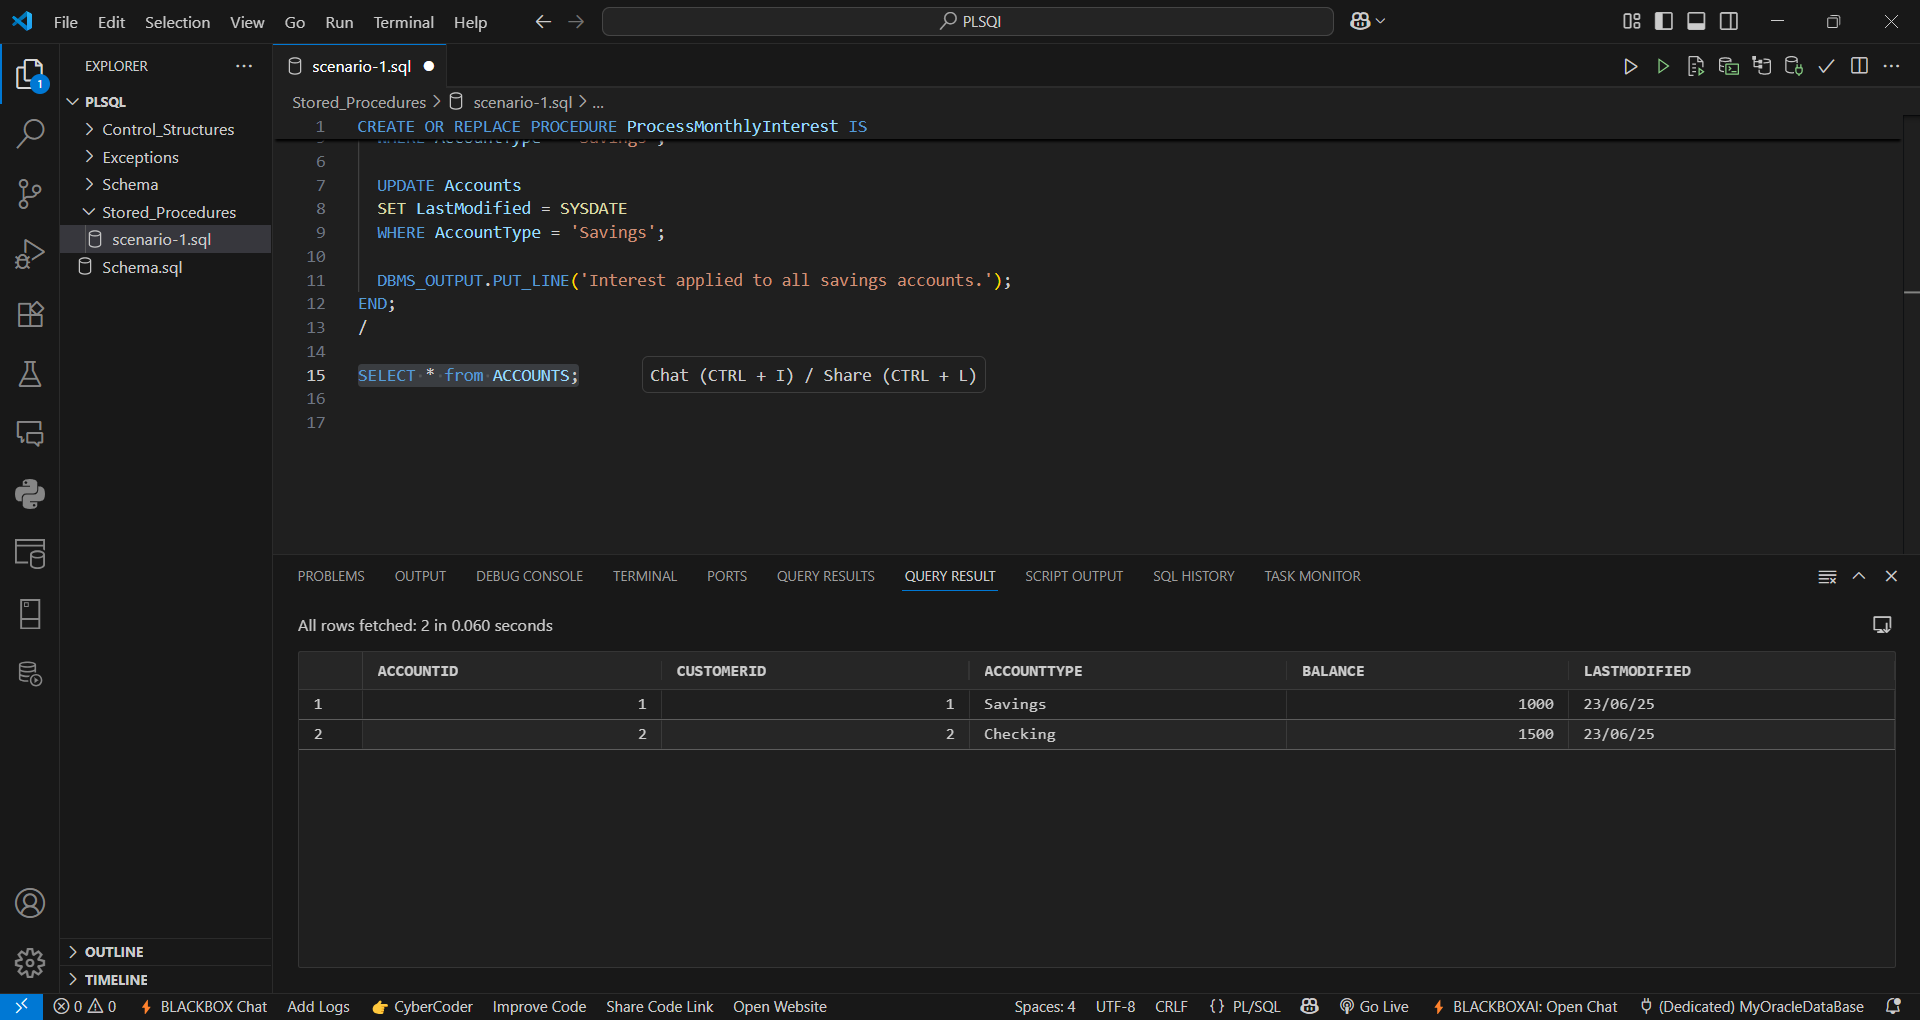 File Edit Selection View Go Run Terminal Help
PLSQl
EXPLORER
PLSQL
Control_Structures
Exceptions
Schema
Stored_Procedures
scenario-1.sql
Schema.sql
OUTLINE
TIMELINE
1
scenario-1.sql
Stored_Procedures > scenario-1.sql > ...
1 CREATE OR REPLACE PROCEDURE ProcessMonthlyInterest IS
WHERE AccountType = 'Savings';
6
7 UPDATE Accounts
8 SET LastModified = SYSDATE
9 WHERE AccountType = 'Savings';
10
11 DBMS_OUTPUT.PUT_LINE('Interest applied to all savings accounts.');
12 END;
13 /
14
15 SELECT * from ACCOUNTS; Chat (CTRL + I) / Share (CTRL + L)
16
17
PROBLEMS OUTPUT DEBUG CONSOLE TERMINAL PORTS QUERY RESULTS QUERY RESULT SCRIPT OUTPUT SQL HISTORY TASK MONITOR
All rows fetched: 2 in 0.060 seconds
ACCOUNTID CUSTOMERID ACCOUNTTYPE BALANCE LASTMODIFIED
1 1 1 Savings 1000 23/06/25
2 2 2 Checking 1500 23/06/25
0 0 BLACKBOX Chat Add Logs CyberCoder Improve Code Share Code Link Open Website Spaces: 4 UTF-8 CRLF {} PL/SQL Go Live BLACKBOXAI: Open Chat (Dedicated) MyOracleDataBase